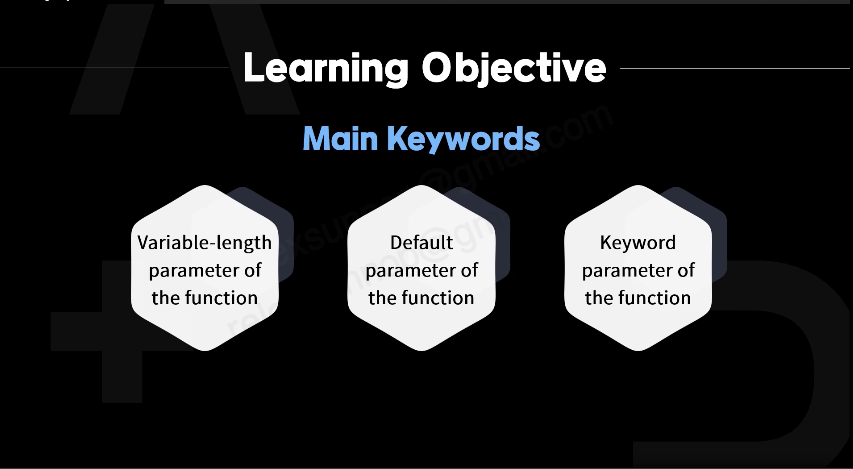 Learning Objective
Main Keywords
Variable-length
parameter of
the function
Default
parameter of
the function
Keyword
parameter of
the function